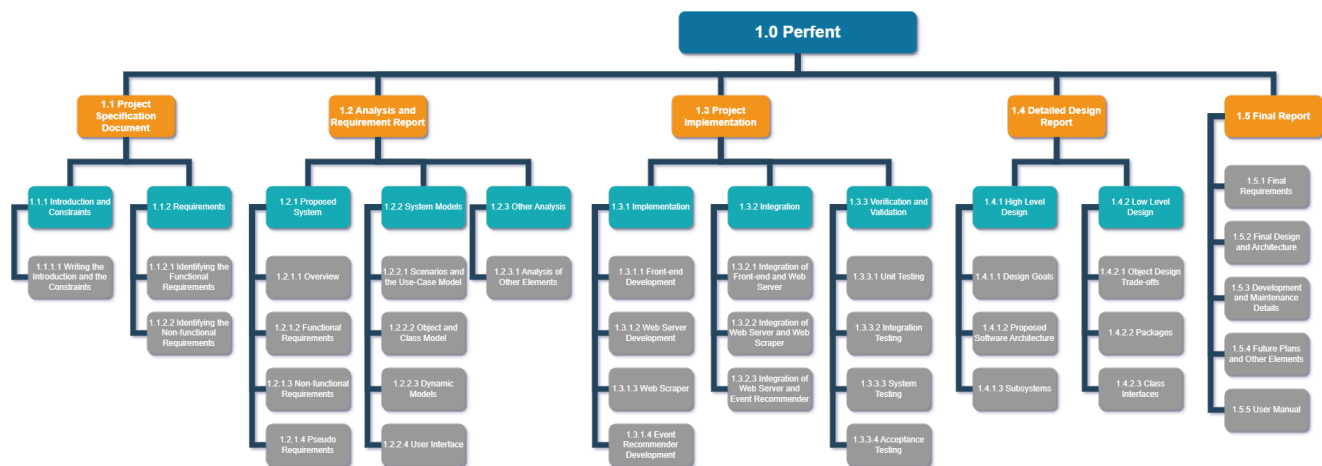 1.0 Perfent
1.1 Project
Specification
Document
1.2 Analysis and
Requirement Report
1.3 Project
Implementation
1.4 Detailed Design
Report
1.5 Final Report
1.1.1 Introduction and
Constraints
1.1.2 Requirements
1.2.1 Proposed
System
1.2.2 System Models
1.2.3 Other Analysis
1.3.1 Implementation
1.3.2 Integration
1.3.3 Verification and
Validation
1.4.1 High Level
Design
1.4.2 Low Level
Design
1.5.1 Final
Requirements
1.1.1.1 Writing the
Introduction and the
Constraints
1.1.2.1 Identifying the
Functional
Requirements
1.2.1.1 Overview
1.2.2.1 Scenarios and
the Use-Case Model
1.2.3.1 Analysis of
Other Elements
1.3.1.1 Front-end
Development
1.3.2.1 Integration of
Front-end and Web
Server
1.3.3.1 Unit Testing
1.4.1.1 Design Goals
1.4.2.1 Object Design
Trade-offs
1.5.2 Final Design and
Architecture
1.1.2.2 Identifying the
Non-functional
Requirements
1.2.1.2 Functional
Requirements
1.2.2.2 Object and
Class Model
1.3.1.2 Web Server
Development
1.3.2.2 Integration of
Web Server and Web
Scraper
1.3.3.2 Integration
Testing
1.4.1.2 Proposed
Software Architecture
1.4.2.2 Packages
1.5.3 Development
and Maintenance
Details
1.2.1.3 Non-functional
Requirements
1.2.2.3 Dynamic
Models
1.3.1.3 Web Scraper
1.3.2.3 Integration of
Web Server and
Event Recommender
1.3.3.3 System
Testing
1.4.1.3 Subsystems
1.4.2.3 Class
Interfaces
1.5.4 Future Plans
and Other Elements
1.2.1.4 Pseudo
Requirements
1.2.2.4 User Interface
1.3.1.4 Event
Recommender
Development
1.3.3.4 Acceptance
Testing
1.5.5 User Manual